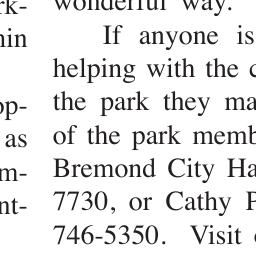 wonderful way.
If anyone is
helping with the
the park they
of the park
Bremond City
7730, or Cathy
746-5350. Visit
as